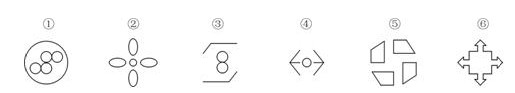 ① ② ③ ④ ⑤ ⑥